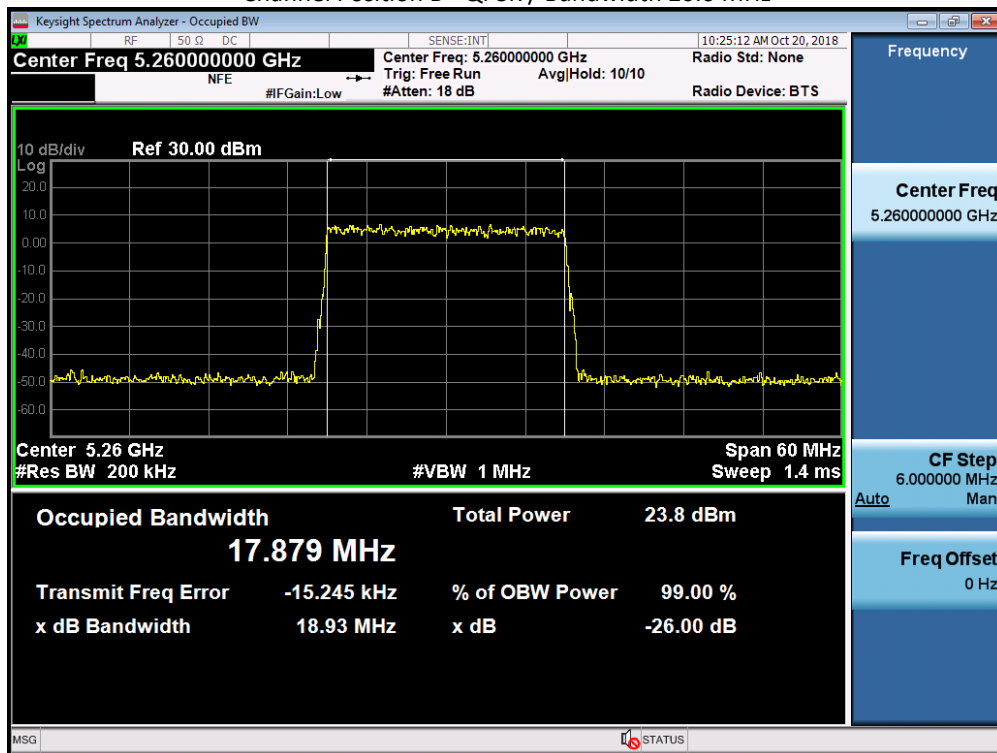 Keysight Spectrum Analyzer - Occupied BW
LXI RF 50 Ω DC SENSE:INT 10:25:12 AM Oct 20, 2018
Center Freq 5.260000000 GHz
NFE
#IFGain:Low
Center Freq: 5.260000000 GHz
Trig: Free Run Avg|Hold: 10/10
#Atten: 18 dB
Radio Std: None
Radio Device: BTS
10 dB/div Ref 30.00 dBm
Log
20.0
10.0
0.00
-10.0
-20.0
-30.0
-40.0
-50.0
-60.0
Center 5.26 GHz Span 60 MHz
#Res BW 200 kHz #VBW 1 MHz Sweep 1.4 ms
Occupied Bandwidth Total Power 23.8 dBm
17.879 MHz
Transmit Freq Error -15.245 kHz % of OBW Power 99.00 %
x dB Bandwidth 18.93 MHz x dB -26.00 dB
Frequency
Center Freq
5.260000000 GHz
CF Step
6.000000 MHz
Auto Man
Freq Offset
0 Hz
MSG STATUS